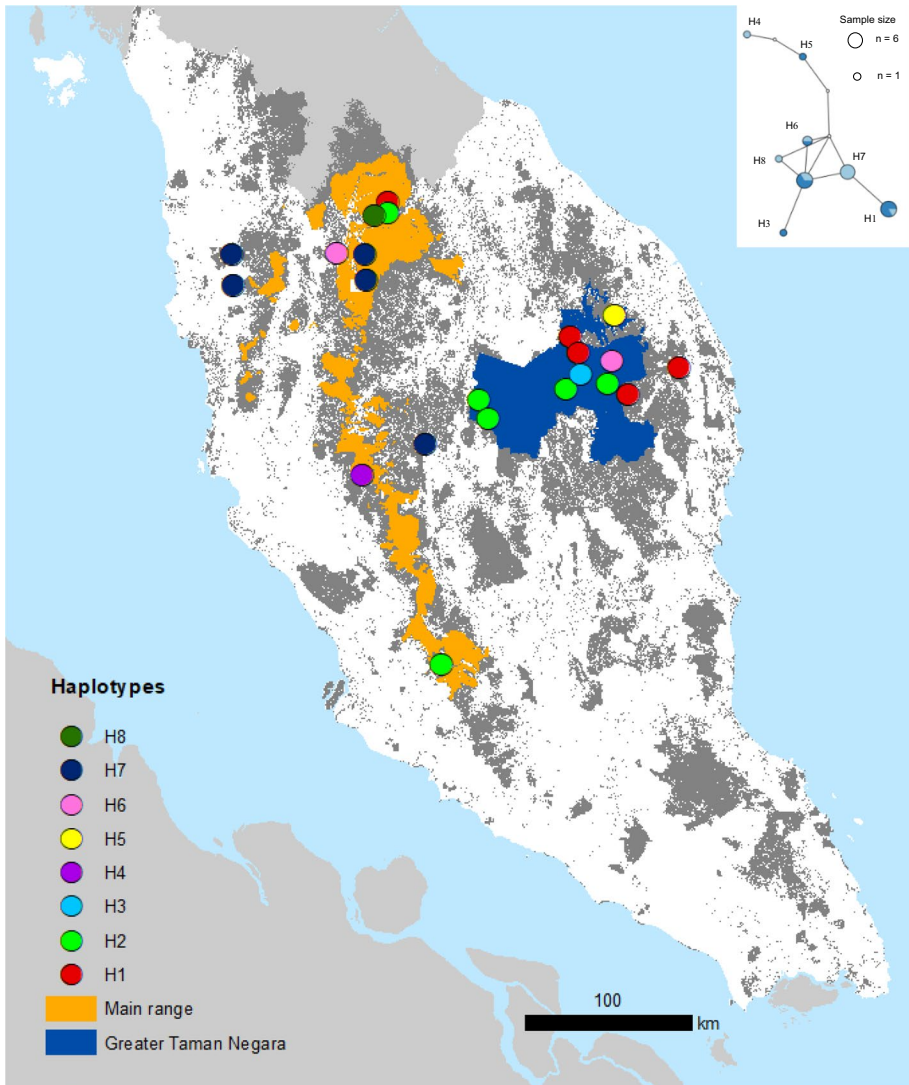 H4
Sample size
H5
n = 6
n = 1
H6
H8
H7
H3
H1
Haplotypes
H8
H7
H6
H5
H4
H3
H2
H1
Main range
Greater Taman Negara
100
km